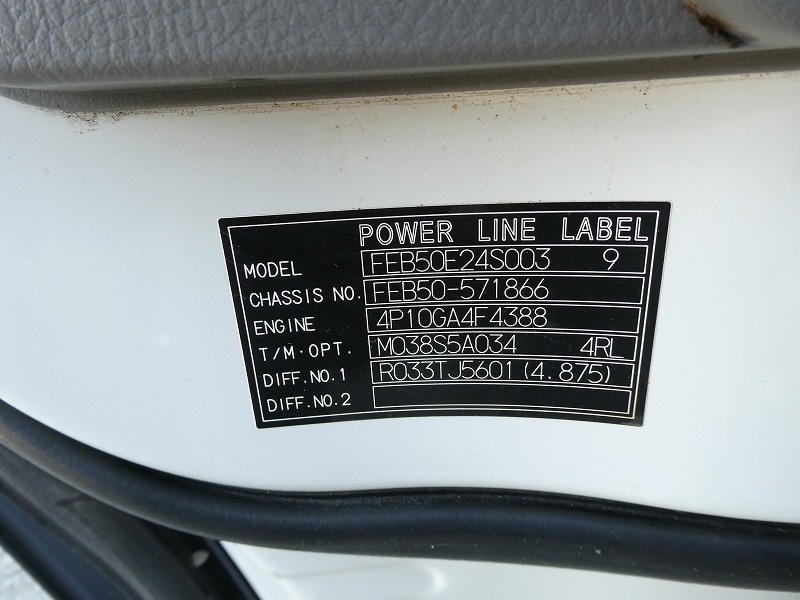 POWER LINE LABEL
MODEL FEB50E24S003 9
CHASSIS NO. FEB50-571866
ENGINE 4P10GA4F4388
T/M·OPT. M038S5A034 4RL
DIFF.NO.1 R033TJ5601(4.875)
DIFF.NO.2